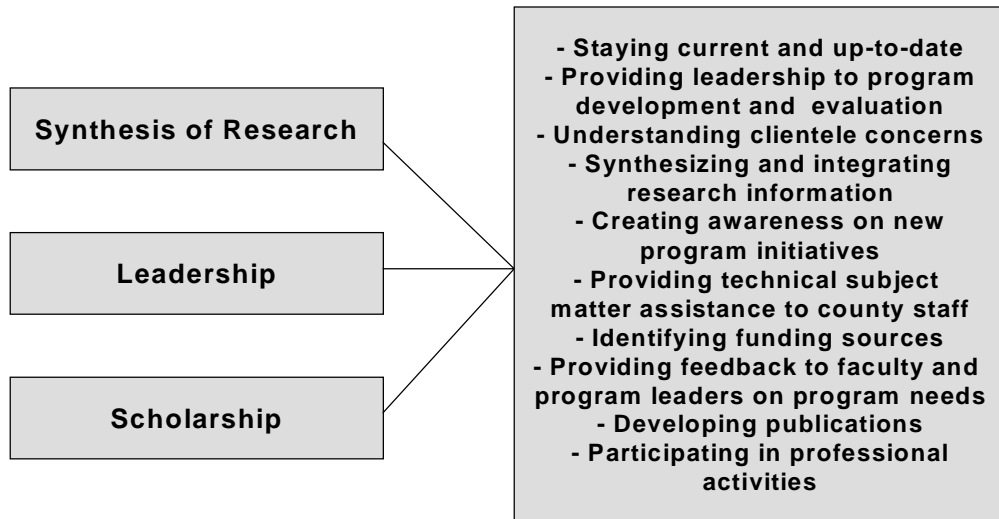 Synthesis of Research
Leadership
Scholarship
- Staying current and up-to-date
- Providing leadership to program
development and evaluation
- Understanding clientele concerns
- Synthesizing and integrating
research information
- Creating awareness on new
program initiatives
- Providing technical subject
matter assistance to county staff
- Identifying funding sources
- Providing feedback to faculty and
program leaders on program needs
- Developing publications
- Participating in professional
activities